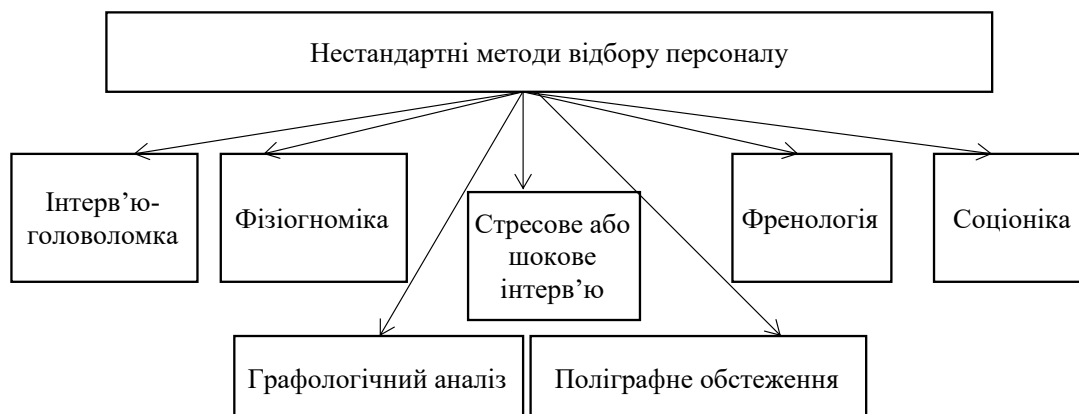 Нестандартні методи відбору персоналу
Інтерв’ю-
головоломка
Фізіогноміка
Стресове або
шокове
інтерв’ю
Френологія
Соціоніка
Графологічний аналіз
Поліграфне обстеження